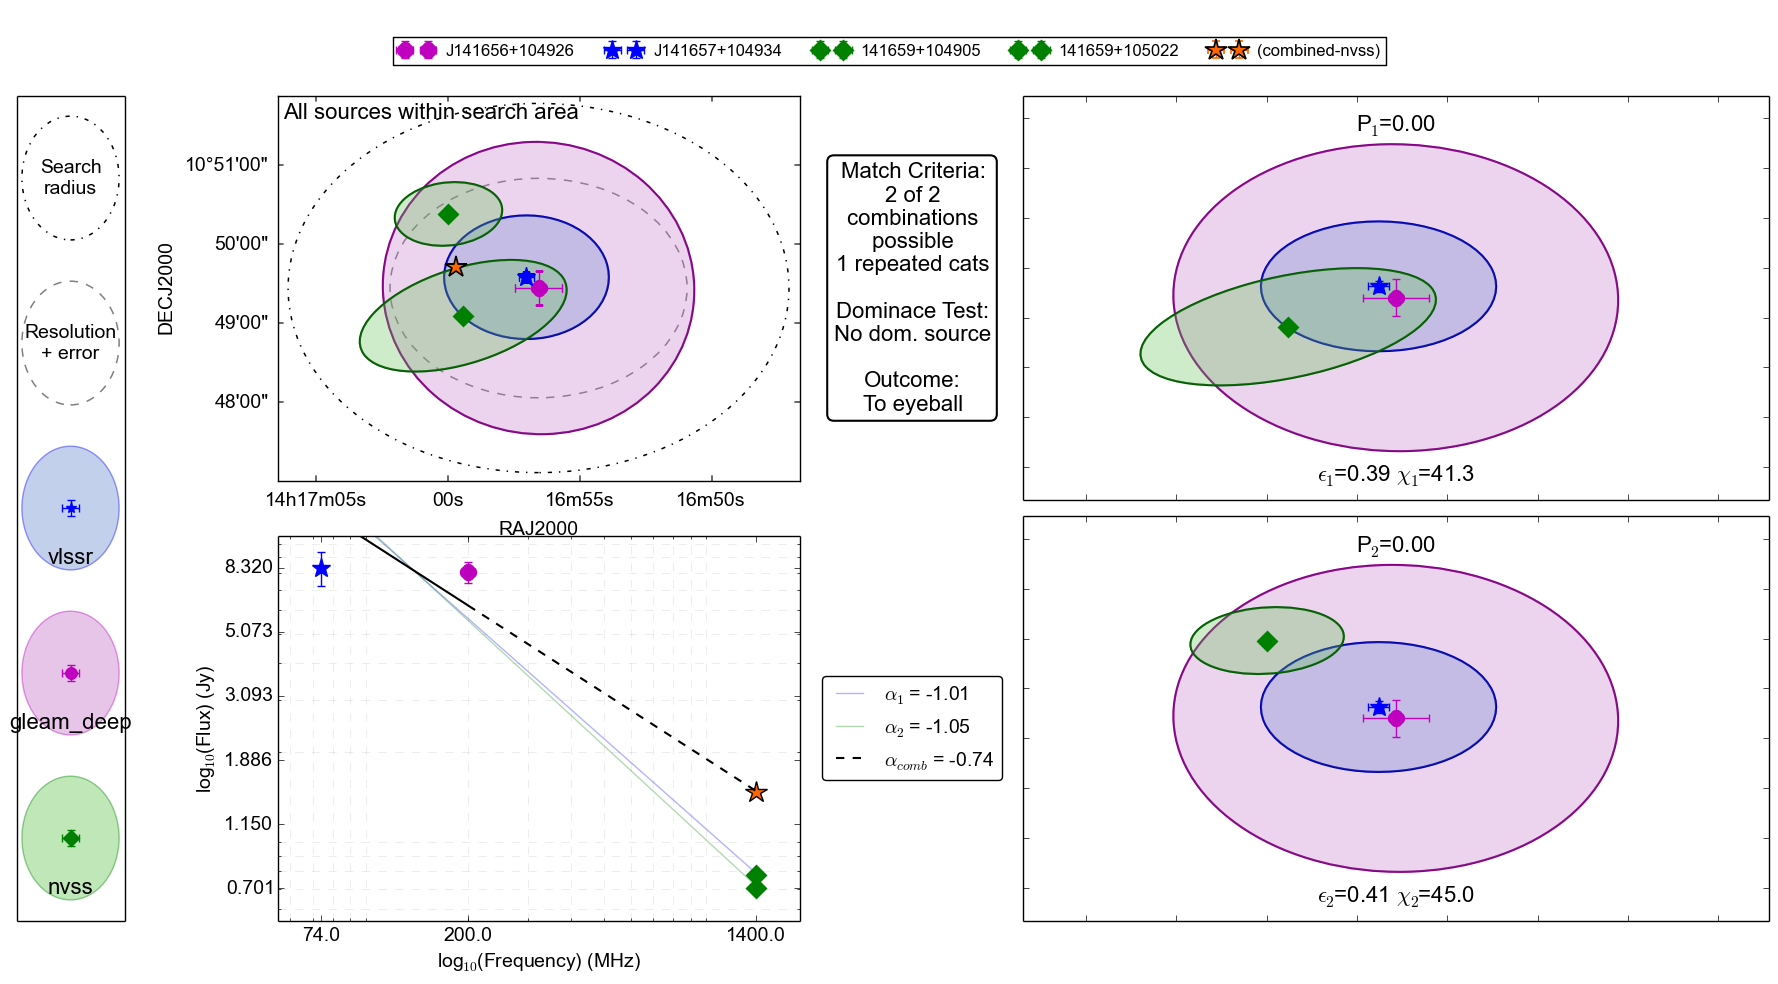 J141656+104926
J141657+104934
141659+104905
141659+105022
(combined-nvss)
Search
radius
Resolution
+ error
vlssr
gleam_deep
nvss
All sources within search area
DECJ2000
10°51'00"
50'00"
49'00"
48'00"
14h17m05s
00s
16m55s
16m50s
RAJ2000
Match Criteria:
2 of 2
combinations
possible
1 repeated cats
Dominace Test:
No dom. source
Outcome:
To eyeball
P1=0.00
ϵ1=0.39 χ1=41.3
P2=0.00
ϵ2=0.41 χ2=45.0
log10(Flux) (Jy)
8.320
5.073
3.093
1.886
1.150
0.701
74.0
200.0
1400.0
log10(Frequency) (MHz)
α1 = -1.01
α2 = -1.05
αcomb = -0.74